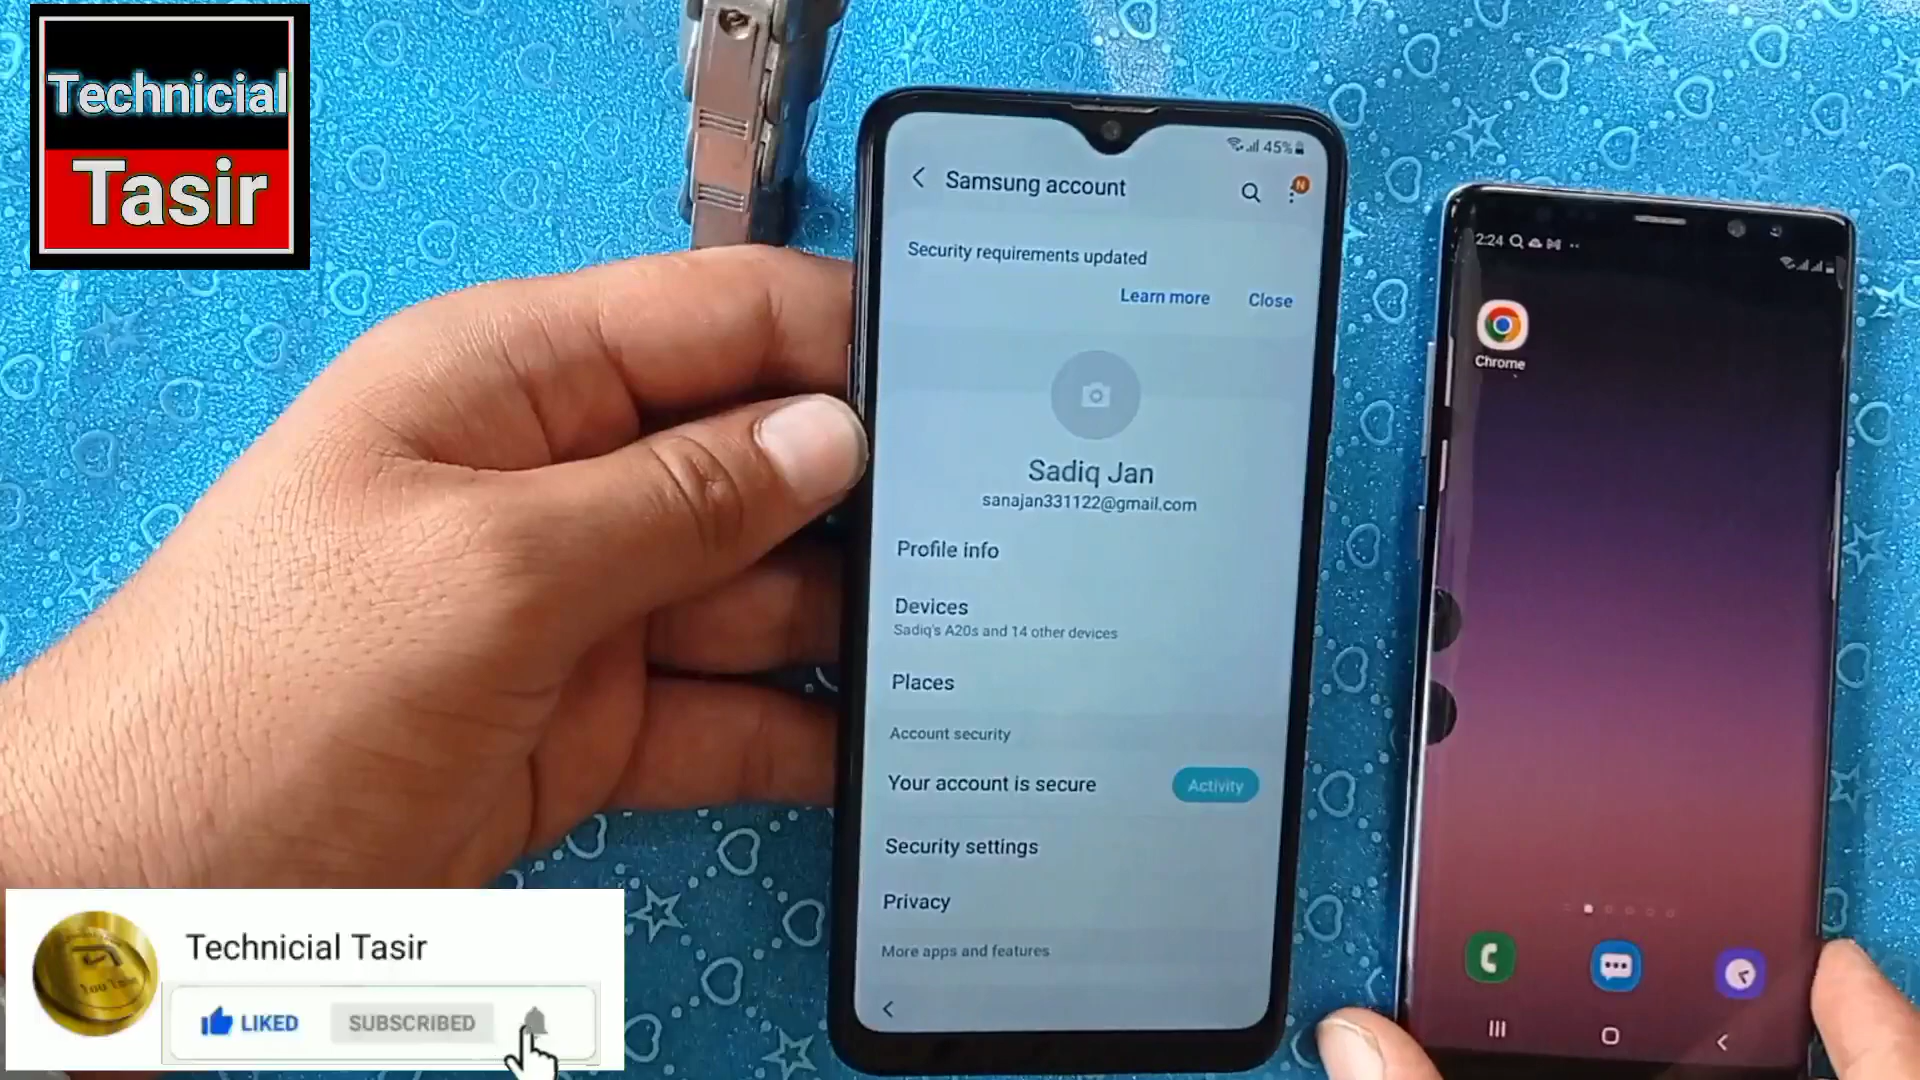 Technicial
Tasir
45%
Samsung account
N
Security requirements updated
Learn more
Close
Sadiq Jan
sanajan331122@gmail.com
Profile info
Devices
Sadiq's A20s and 14 other devices
Places
Account security
Your account is secure
Activity
Security settings
Privacy
More apps and features
2:24
Chrome
Technicial Tasir
LIKED
SUBSCRIBED